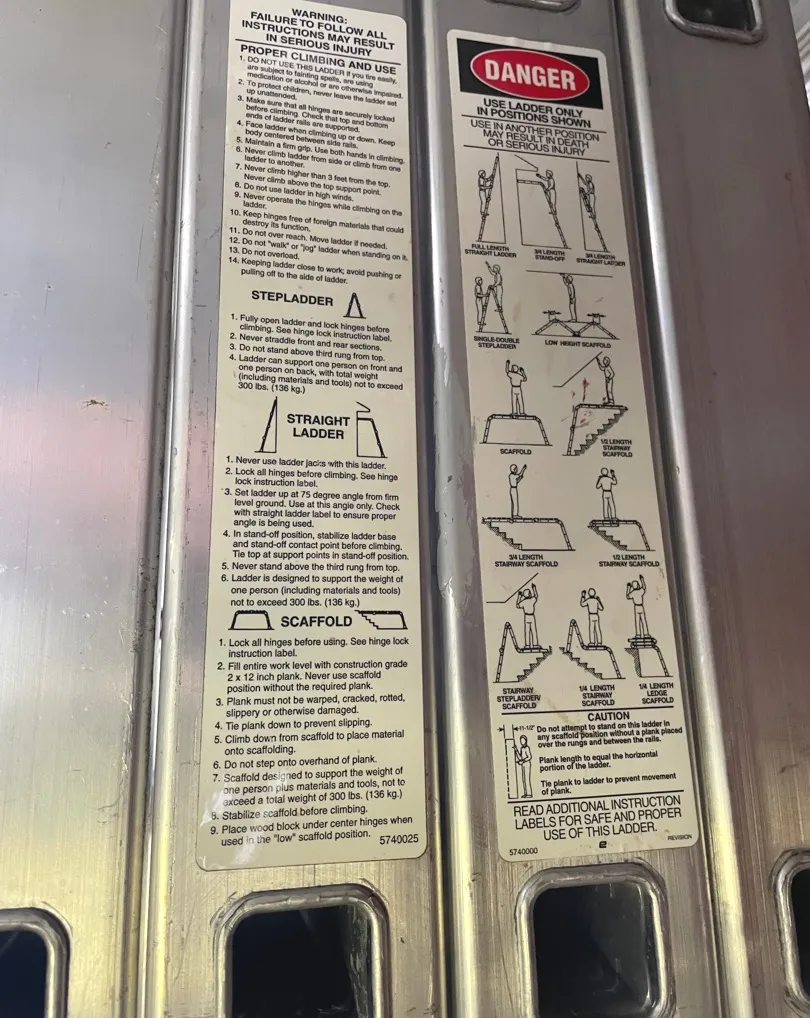 WARNING:
FAILURE TO FOLLOW ALL
INSTRUCTIONS MAY RESULT
IN SERIOUS INJURY
PROPER CLIMBING AND USE
1. DO NOT USE THIS LADDER if you tire easily,
are subject to fainting spells, are using
medication or alcohol or are otherwise impaired.
2. To protect children, never leave the ladder set
up unattended.
3. Make sure that all hinges are securely locked
before climbing. Check that top and bottom
ends of ladder rails are supported.
4. Face ladder when climbing up or down. Keep
body centered between side rails.
5. Maintain a firm grip. Use both hands in climbing.
6. Never climb ladder from side or climb from one
ladder to another.
7. Never climb higher than 3 feet from the top.
Never climb above the top support point.
8. Do not use ladder in high winds.
9. Never operate the hinges while climbing on the
ladder.
10. Keep hinges free of foreign materials that could
destroy its function.
11. Do not over reach. Move ladder if needed.
12. Do not "walk" or "jog" ladder when standing on it.
13. Do not overload.
14. Keeping ladder close to work; avoid pushing or
pulling off to the side of ladder.
STEPLADDER
1. Fully open ladder and lock hinges before
climbing. See hinge lock instruction label.
2. Never straddle front and rear sections.
3. Do not stand above third rung from top.
4. Ladder can support one person on front and
one person on back, with total weight
(including materials and tools) not to exceed
300 lbs. (136 kg.)
STRAIGHT
LADDER
1. Never use ladder jacks with this ladder.
2. Lock all hinges before climbing. See hinge
lock instruction label.
3. Set ladder up at 75 degree angle from firm
level ground. Use at this angle only. Check
with straight ladder label to ensure proper
angle is being used.
4. In stand-off position, stabilize ladder base
and stand-off contact point before climbing.
Tie top at support points in stand-off position.
5. Never stand above the third rung from top.
6. Ladder is designed to support the weight of
one person (including materials and tools)
not to exceed 300 lbs. (136 kg.)
SCAFFOLD
1. Lock all hinges before using. See hinge lock
instruction label.
2. Fill entire work level with construction grade
2 x 12 inch plank. Never use scaffold
position without the required plank.
3. Plank must not be warped, cracked, rotted,
slippery or otherwise damaged.
4. Tie plank down to prevent slipping.
5. Climb down from scaffold to place material
onto scaffolding.
6. Do not step onto overhand of plank.
7. Scaffold designed to support the weight of
one person plus materials and tools, not to
exceed a total weight of 300 lbs. (136 kg.)
8. Stabilize scaffold before climbing.
9. Place wood block under center hinges when
used in the "low" scaffold position.
5740025
DANGER
USE LADDER ONLY
IN POSITIONS SHOWN
USE IN ANOTHER POSITION
MAY RESULT IN DEATH
OR SERIOUS INJURY
FULL LENGTH
STRAIGHT LADDER
3/4 LENGTH
STAND-OFF
3/4 LENGTH
STRAIGHT LADDER
SINGLE-DOUBLE
STEPLADDER
LOW HEIGHT SCAFFOLD
SCAFFOLD
1/2 LENGTH
STAIRWAY
SCAFFOLD
3/4 LENGTH
STAIRWAY SCAFFOLD
1/2 LENGTH
STAIRWAY SCAFFOLD
STAIRWAY
STEPLADDER/
SCAFFOLD
1/4 LENGTH
STAIRWAY
SCAFFOLD
1/4 LENGTH
LEDGE
SCAFFOLD
CAUTION
11-1/2"
Do not attempt to stand on this ladder in
any scaffold position without a plank placed
over the rungs and between the rails.
Plank length to equal the horizontal
portion of the ladder.
Tie plank to ladder to prevent movement
of plank.
READ ADDITIONAL INSTRUCTION
LABELS FOR SAFE AND PROPER
USE OF THIS LADDER.
5740000
REVISION